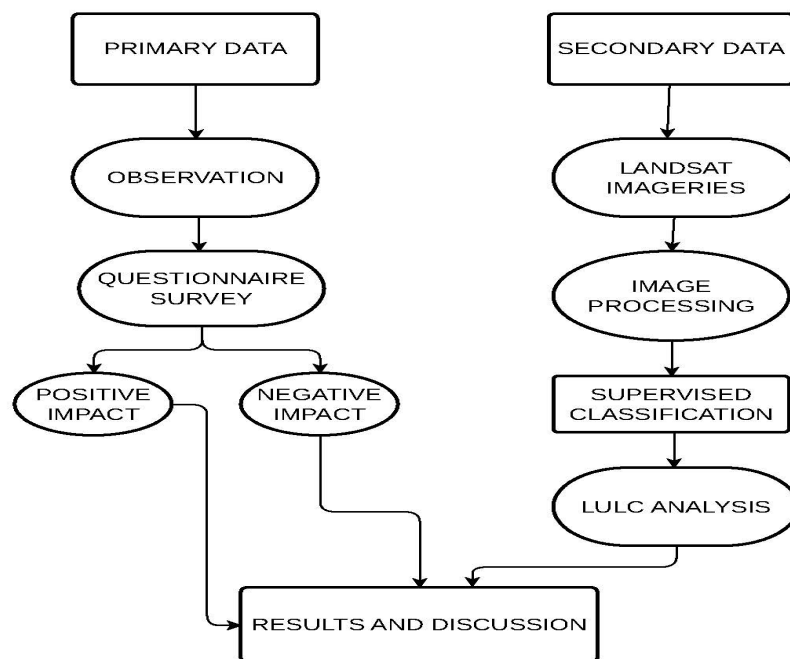 PRIMARY DATA
SECONDARY DATA
OBSERVATION
LANDSAT
IMAGERIES
QUESTIONNAIRE
SURVEY
IMAGE
PROCESSING
POSITIVE
IMPACT
NEGATIVE
IMPACT
SUPERVISED
CLASSIFICATION
LULC ANALYSIS
RESULTS AND DISCUSSION